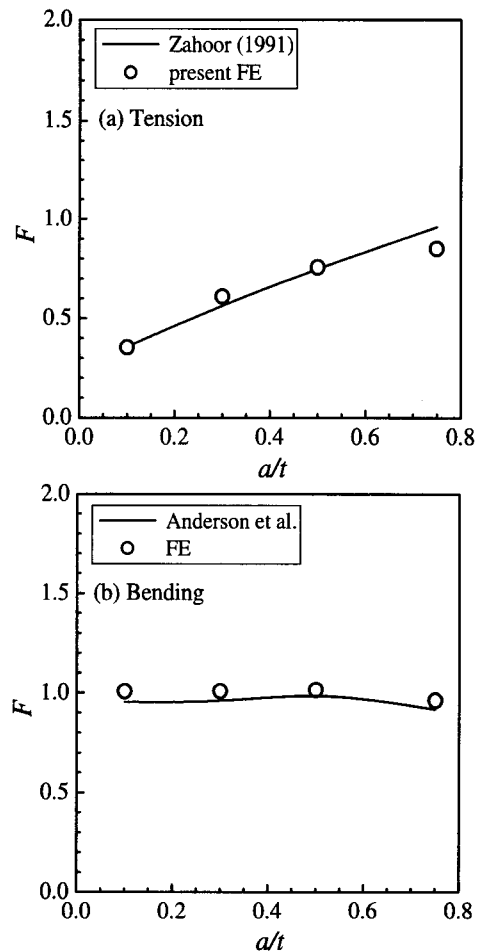 2.0
Zahoor (1991)
present FE
(a) Tension
1.5
1.0
0.5
0.0
F
0.0 0.2 0.4 0.6 0.8
a/t
2.0
Anderson et al.
FE
(b) Bending
1.5
1.0
0.5
0.0
F
0.0 0.2 0.4 0.6 0.8
a/t